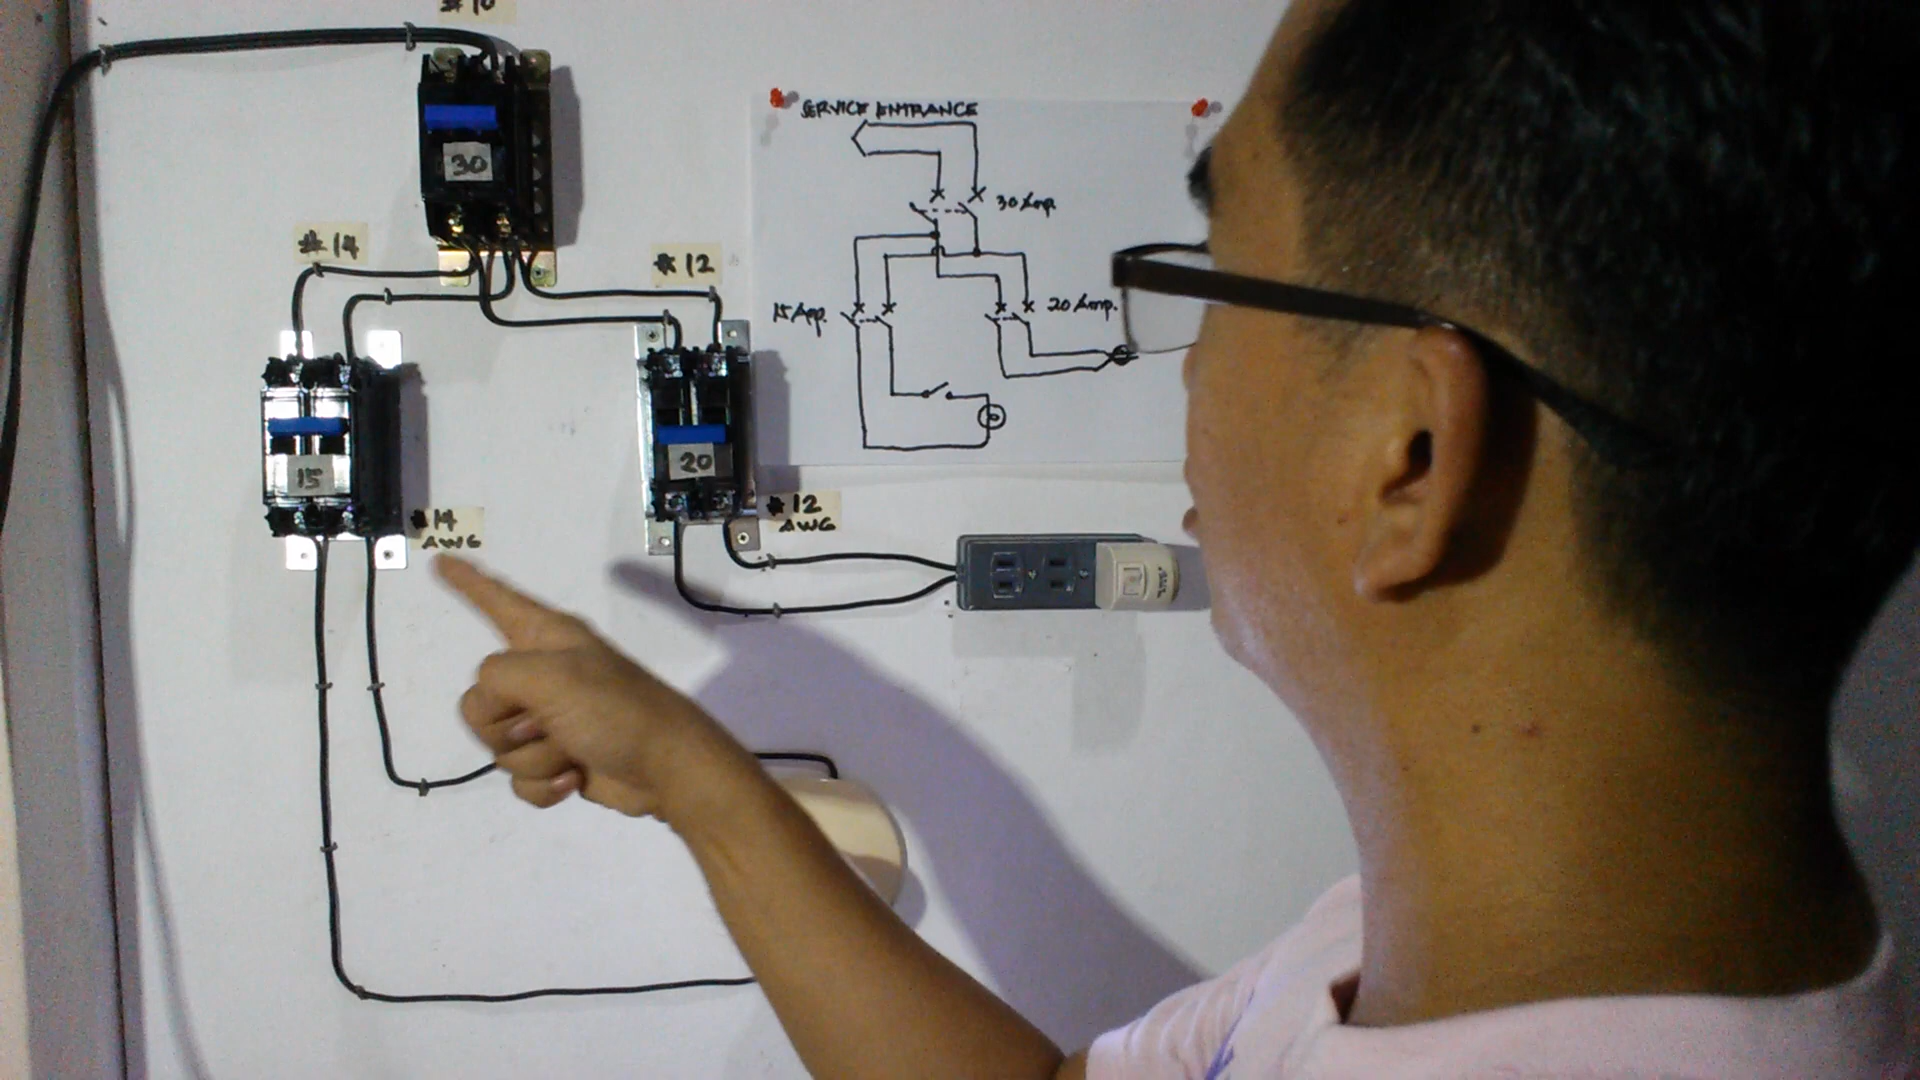 # 10
30
# 14
# 12
15
20
# 14
AWG
# 12
AWG
SERVICE ENTRANCE
30 Amp.
15 Amp.
20 Amp.